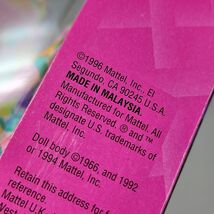 ©1996 Mattel, Inc., El
Segundo, CA 90245 U.S.A.
MADE IN MALAYSIA
Manufactured for Mattel. All
Rights Reserved. ® and ™
designate U.S. trademarks of
Mattel, Inc.
Doll body ©1966, and 1992
or 1994 Mattel, Inc.
Retain this address for
Mattel U.K.